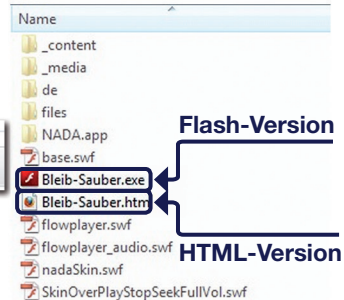 Name
_content
_media
de
files
NADA.app
Flash-Version
base.swf
Bleib-Sauber.exe
Bleib-Sauber.htm
flowplayer.swf
flowplayer_audio.swf
HTML-Version
nadaSkin.swf
SkinOverPlayStopSeekFullVol.swf